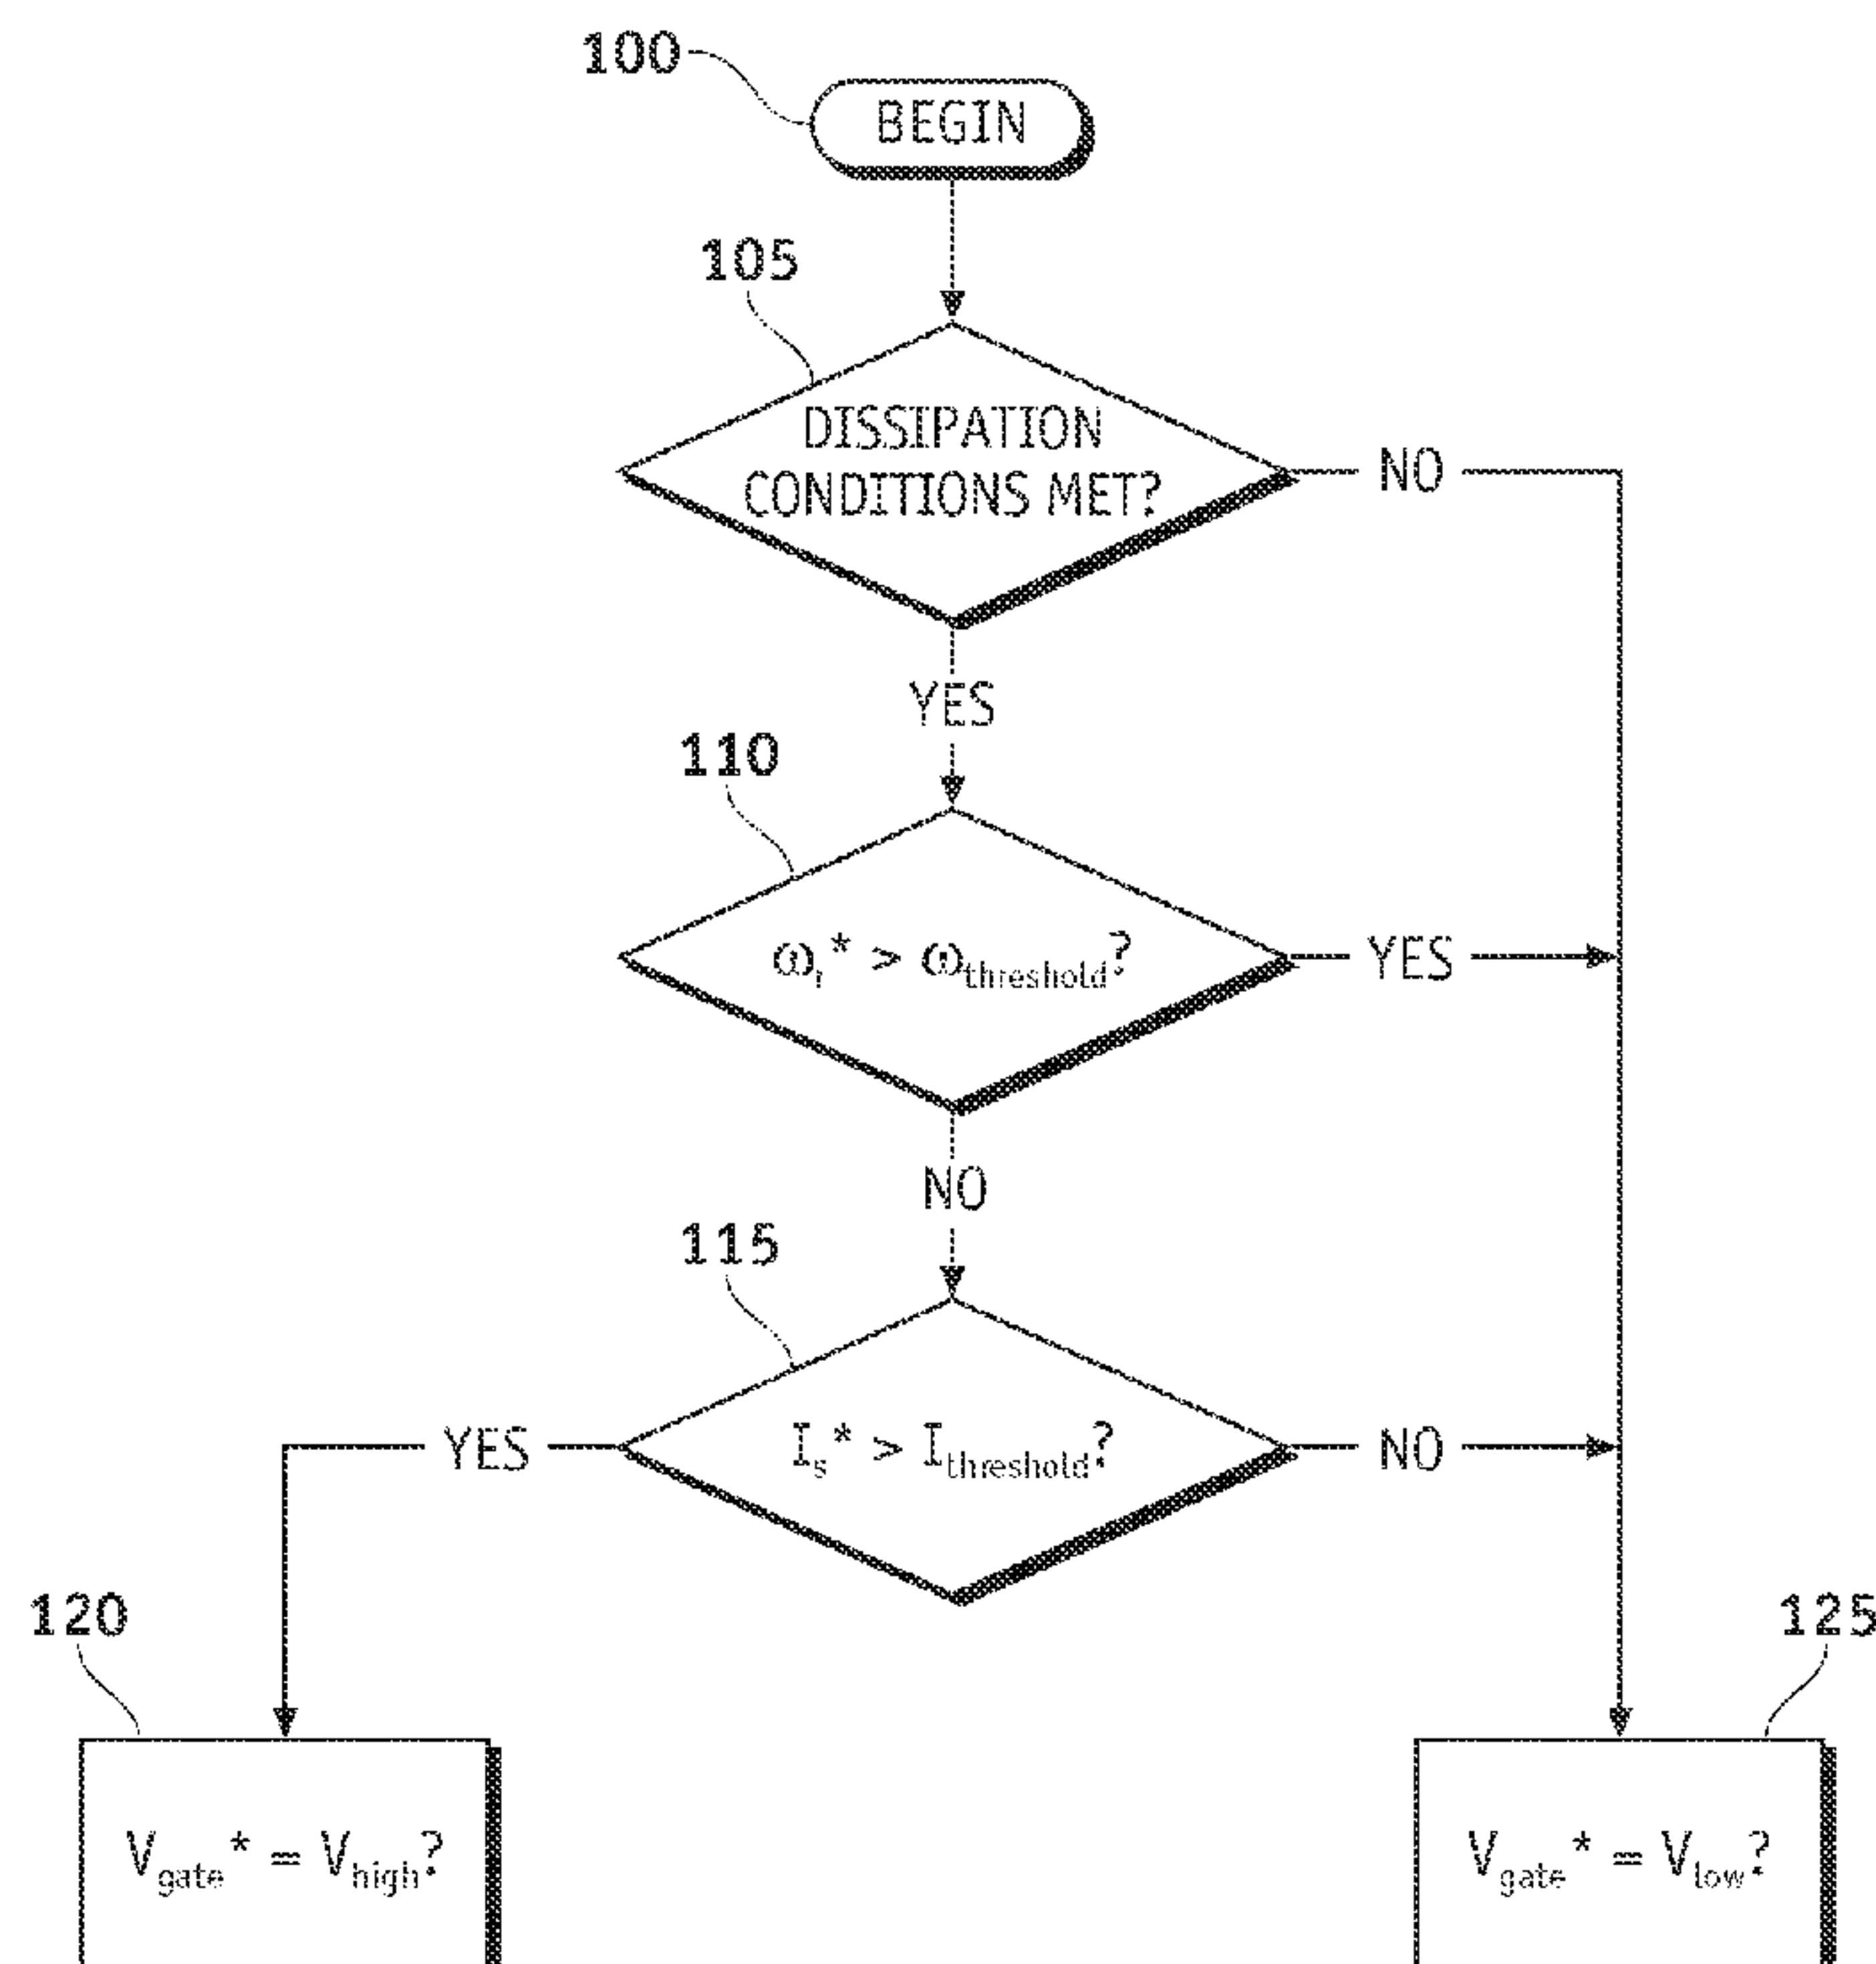 100
BEGIN
105
DISSIPATION
CONDITIONS MET?
NO
YES
110
ωr* > ωthreshold?
YES
NO
115
Is* > Ithreshold?
YES
NO
120
125
Vgate* = Vhigh?
Vgate* = Vlow?